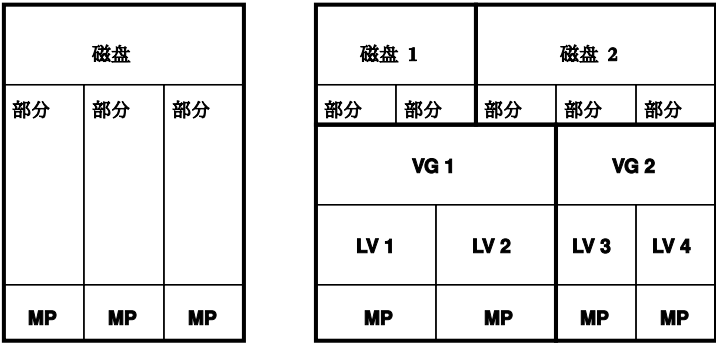 磁盘
部分 部分 部分
MP MP MP
磁盘 1 磁盘 2
部分 部分 部分 部分 部分
VG 1 VG 2
LV 1 LV 2 LV 3 LV 4
MP MP MP MP